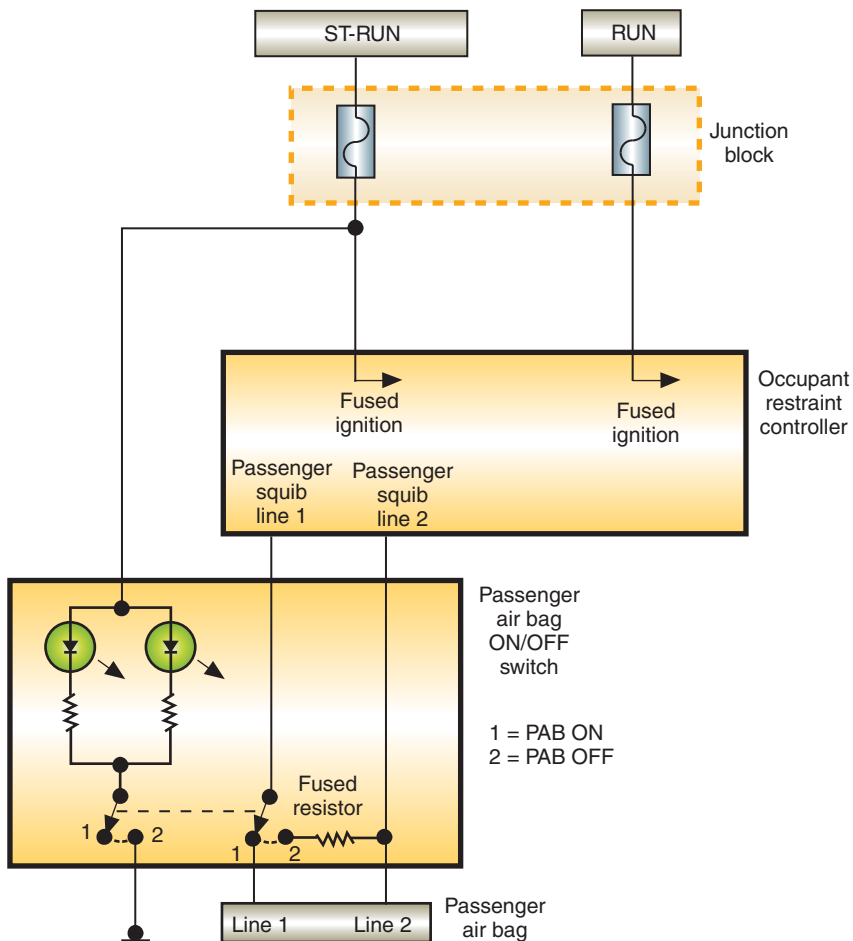 ST-RUN
RUN
Junction
block
Fused
ignition
Fused
ignition
Occupant
restraint
controller
Passenger
squib
line 1
Passenger
squib
line 2
Passenger
air bag
ON/OFF
switch
1 = PAB ON
2 = PAB OFF
Fused
resistor
1
2
1
2
Line 1
Line 2
Passenger
air bag